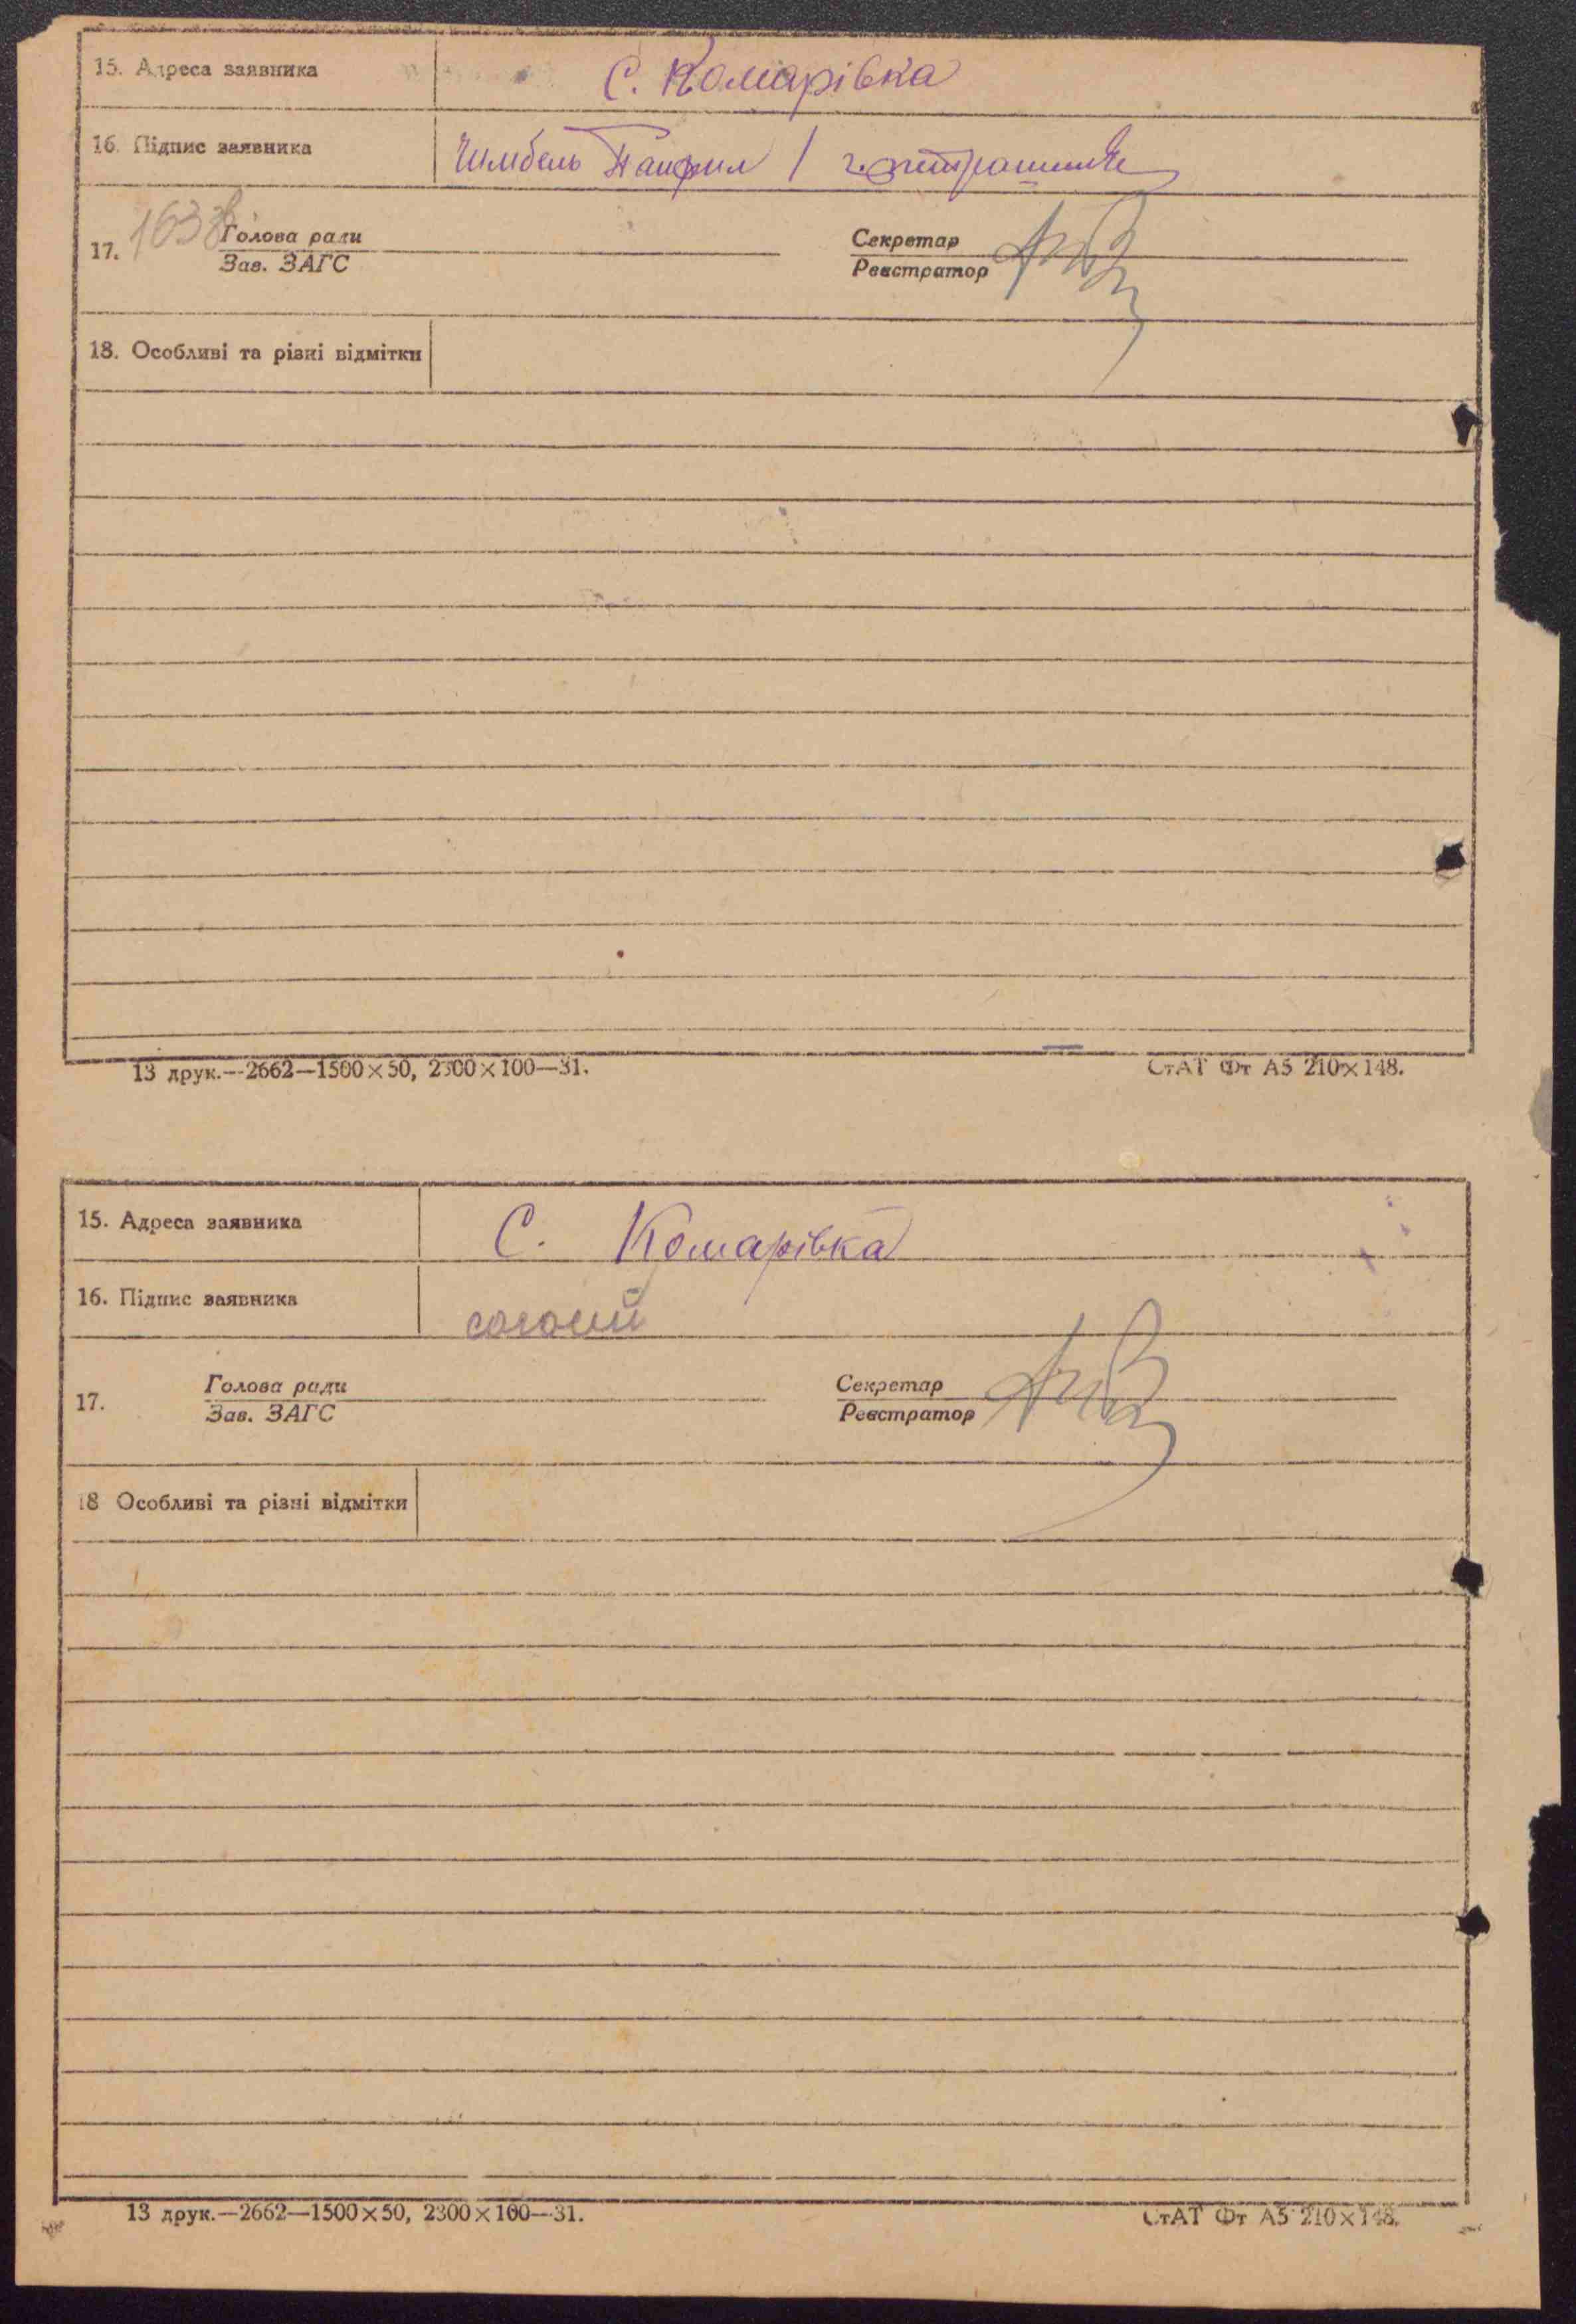 15. Адреса заявника С. Комарівка
16. Підпис заявника Чимбель Панфил /
17. 1638 Голова ради Секретар
Зав. ЗАГС Реєстратор
18. Особливі та різні відмітки
13 друк.—2662—1500×50, 2300×100—31. СтАТ Фт А5 210×148.
15. Адреса заявника С. Комарівка
16. Підпис заявника
17. Голова ради Секретар
Зав. ЗАГС Реєстратор
18 Особливі та різні відмітки
13 друк.—2662—1500×50, 2300×100—31. СтАТ Фт А5 210×148.